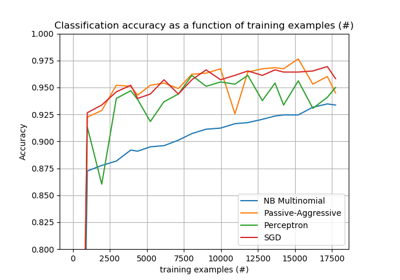 Classification accuracy as a function of training examples (#)
1.000
0.975
0.950
0.925
0.900
0.875
0.850
0.825
0.800
Accuracy
NB Multinomial
Passive-Aggressive
Perceptron
SGD
0 2500 5000 7500 10000 12500 15000 17500
training examples (#)